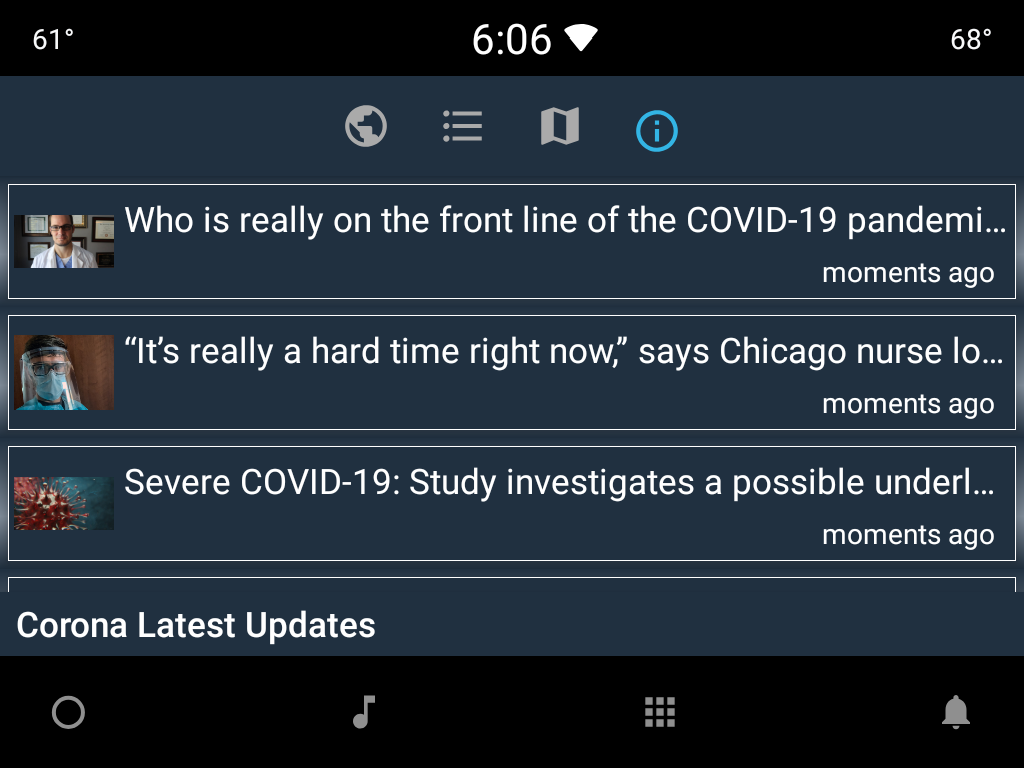 61°
6:06
68°
Who is really on the front line of the COVID-19 pandemi…
moments ago
“It’s really a hard time right now,” says Chicago nurse lo…
moments ago
Severe COVID-19: Study investigates a possible underl…
moments ago
Corona Latest Updates